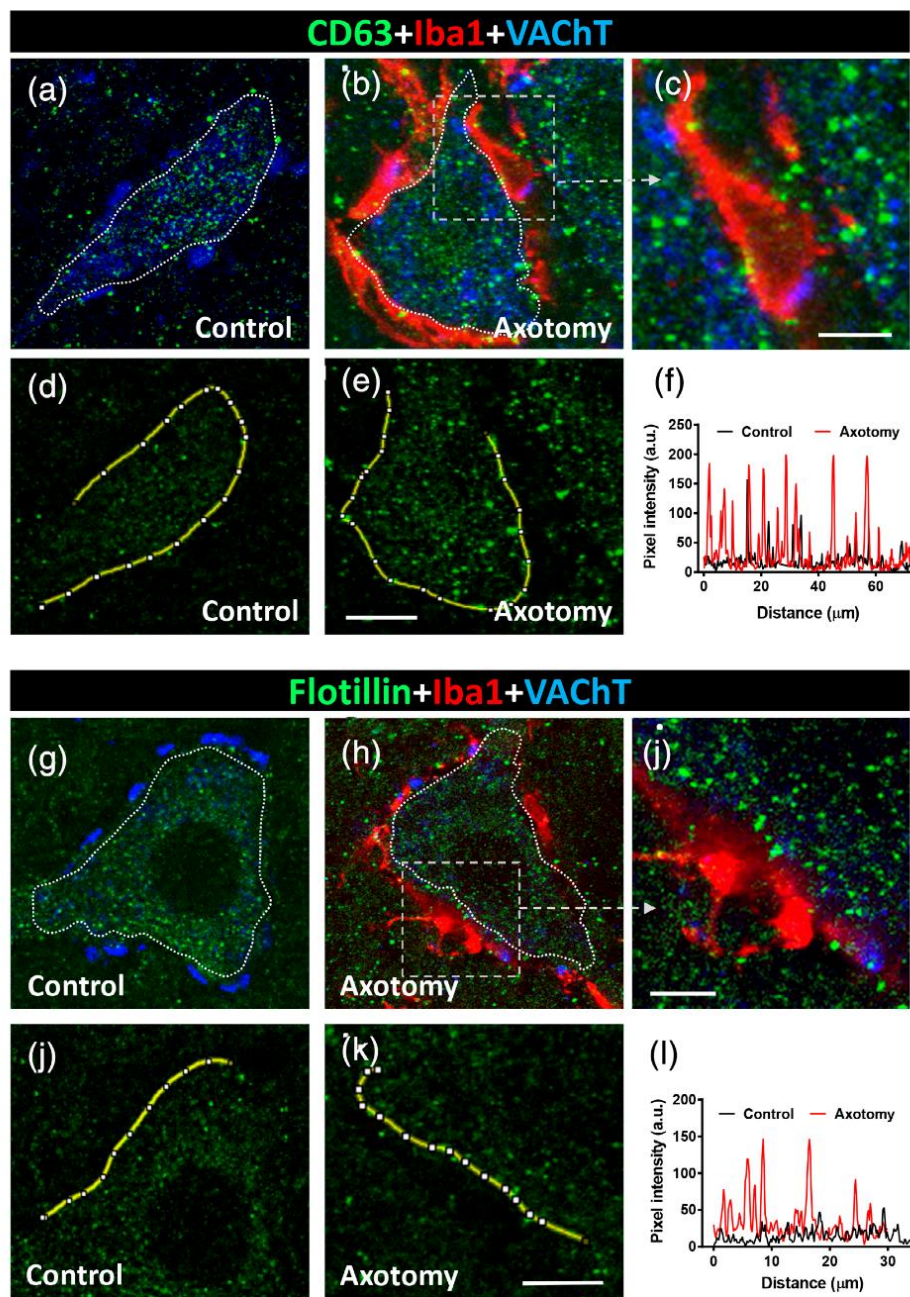 CD63+Iba1+VAChT
(a)
Control
(b)
Axotomy
(c)
(d)
Control
(e)
Axotomy
(f)
Control Axotomy
Pixel intensity (a.u.)
250
200
150
100
50
0
0 20 40 60
Distance (μm)
Flotillin+Iba1+VAChT
(g)
Control
(h)
Axotomy
(j)
(j)
Control
(k)
Axotomy
(l)
Control Axotomy
Pixel intensity (a.u.)
200
150
100
50
0
0 10 20 30
Distance (μm)